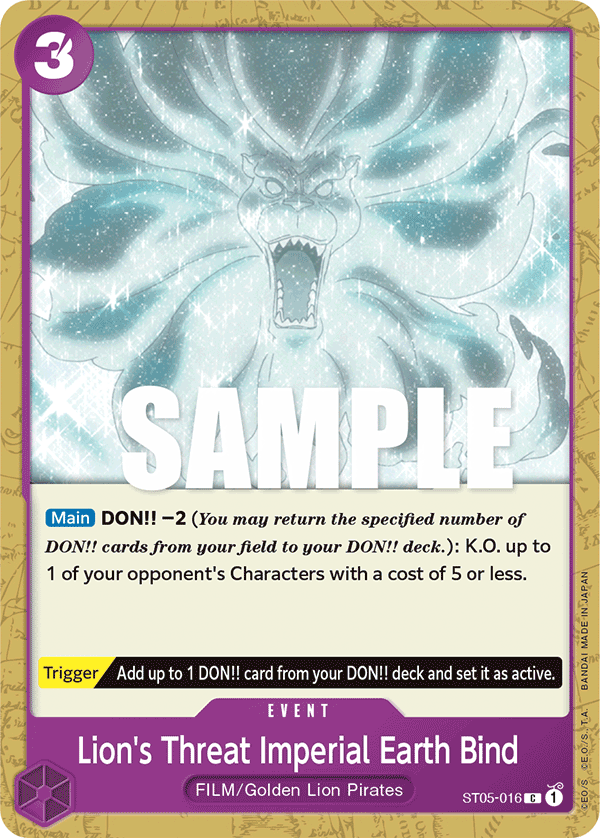 3
SAMPLE
Main DON!! −2 (You may return the specified number of
DON!! cards from your field to your DON!! deck.): K.O. up to
1 of your opponent's Characters with a cost of 5 or less.
Trigger Add up to 1 DON!! card from your DON!! deck and set it as active.
EVENT
Lion's Threat Imperial Earth Bind
FILM/Golden Lion Pirates
ST05-016 C 1
©EO/S. ©E.O./S.,T.A. BANDAI MADE IN JAPAN